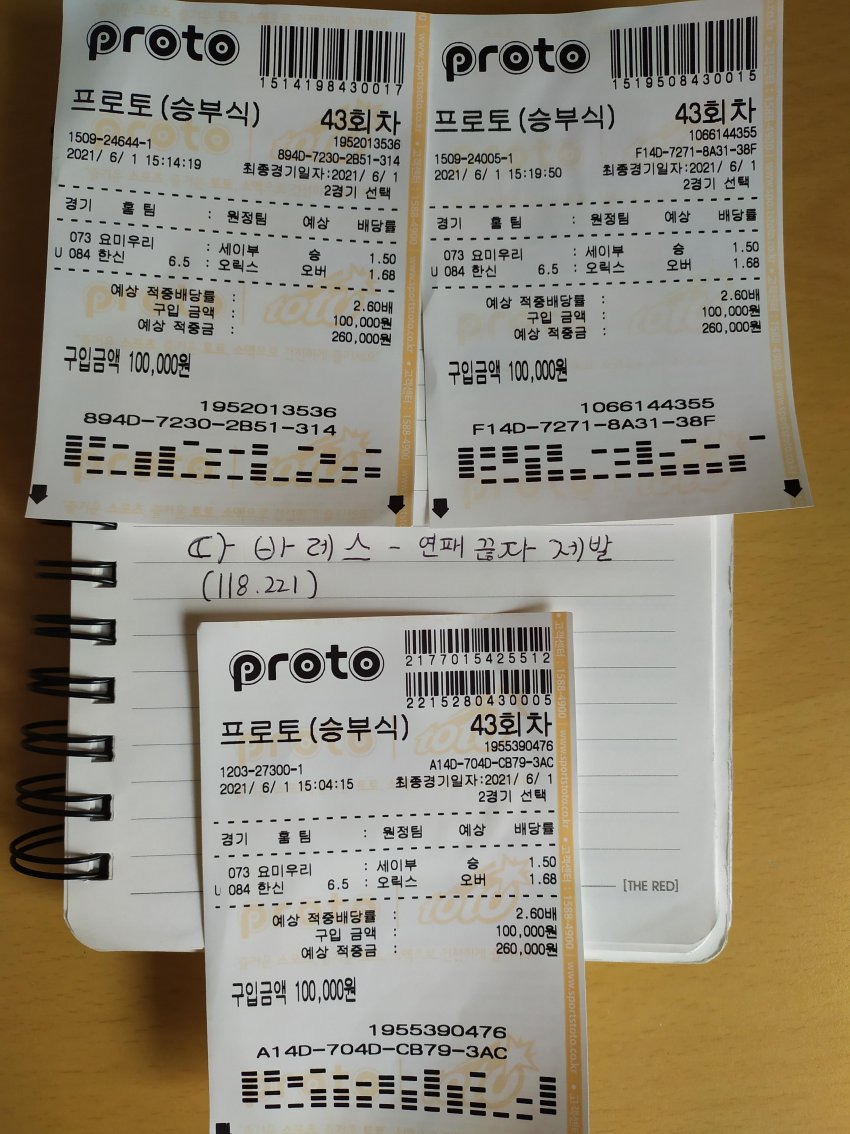 proto
1514198430017
프로토(승부식) 43회차
1509-24644-1 1952013536
2021/ 6/ 1 15:14:19 894D-7230-2B51-314
최종경기일자:2021/ 6/ 1
2경기 선택
경기 홈 팀 : 원정팀 예상 배당률
073 요미우리 : 세이부 승 1.50
U 084 한신 6.5 : 오릭스 오버 1.68
예상 적중배당률 : 2.60배
구입 금액 : 100,000원
예상 적중금 : 260,000원
구입금액 100,000원
1952013536
894D-7230-2B51-314
proto
1519508430015
프로토(승부식) 43회차
1066144355
1509-24005-1 F14D-7271-8A31-38F
2021/ 6/ 1 15:19:50 최종경기일자:2021/ 6/ 1
2경기 선택
경기 홈 팀 : 원정팀 예상 배당률
073 요미우리 : 세이부 승 1.50
U 084 한신 6.5 : 오릭스 오버 1.68
예상 적중배당률 : 2.60배
구입 금액 : 100,000원
예상 적중금 : 260,000원
구입금액 100,000원
1066144355
F14D-7271-8A31-38F
다바레스 - 연패 끊자 제발
(118.221)
proto
2177015425512
2215280430005
프로토(승부식) 43회차
1955390476
1203-27300-1 A14D-704D-CB79-3AC
2021/ 6/ 1 15:04:15 최종경기일자:2021/ 6/ 1
2경기 선택
경기 홈 팀 : 원정팀 예상 배당률
073 요미우리 : 세이부 승 1.50
U 084 한신 6.5 : 오릭스 오버 1.68
예상 적중배당률 : 2.60배
구입 금액 : 100,000원
예상 적중금 : 260,000원
구입금액 100,000원
1955390476
A14D-704D-CB79-3AC
[THE RED]
고객센터 : 1588-4900 | www.sportstoto.co.kr